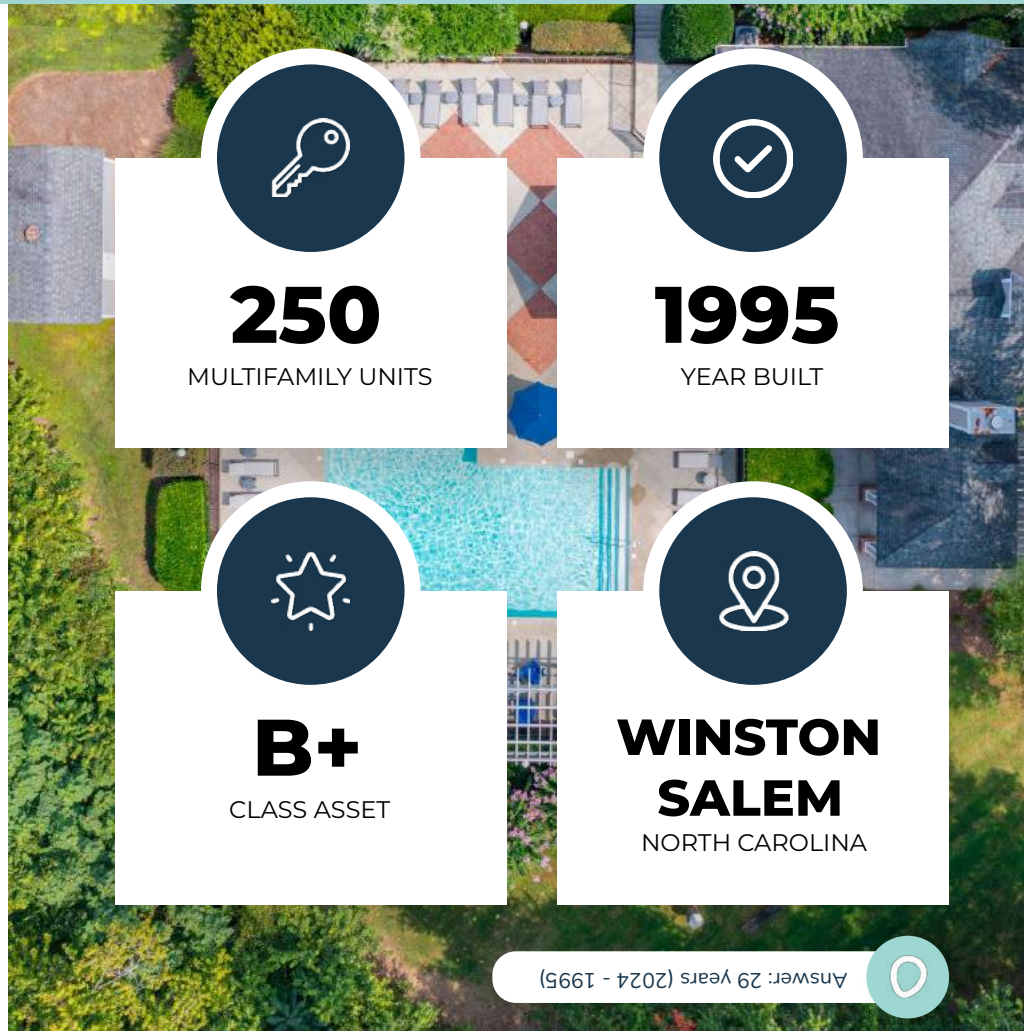 250
MULTIFAMILY UNITS
1995
YEAR BUILT
B+
CLASS ASSET
WINSTON
SALEM
NORTH CAROLINA
Answer: 29 years (2024 - 1995)